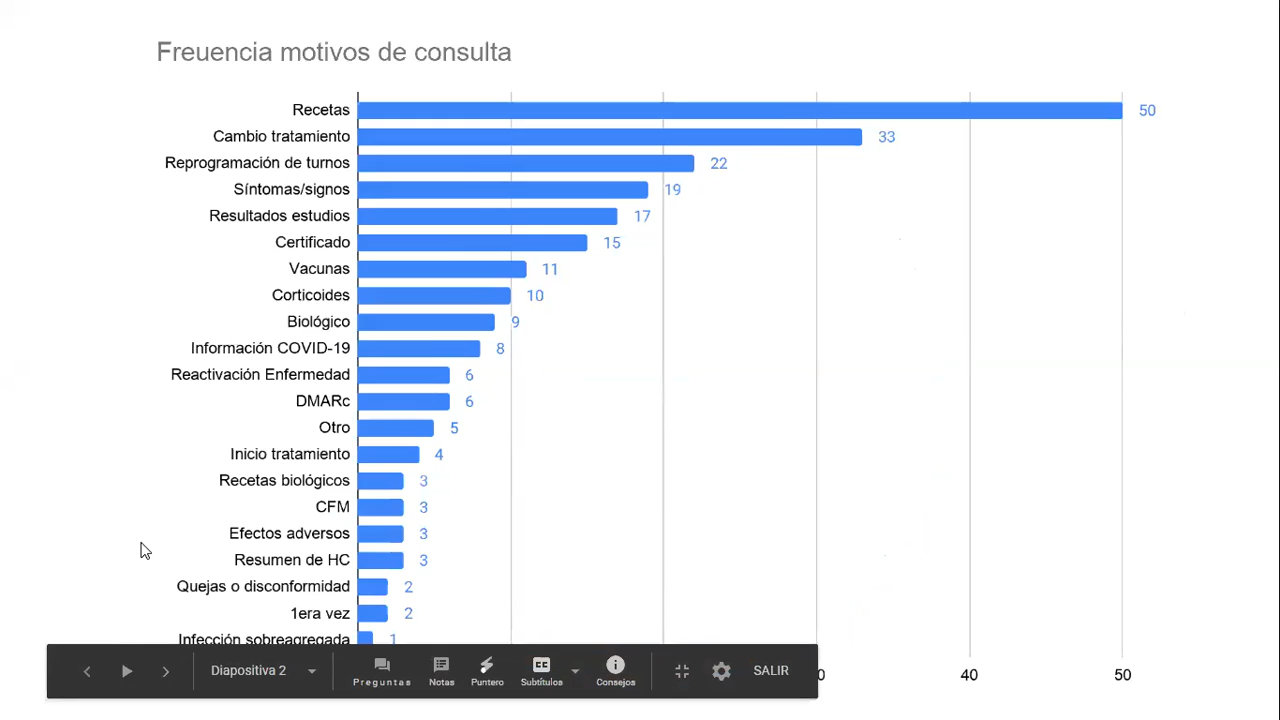 Freuencia motivos de consulta
Recetas 50
Cambio tratamiento 33
Reprogramación de turnos 22
Síntomas/signos 19
Resultados estudios 17
Certificado 15
Vacunas 11
Corticoides 10
Biológico 9
Información COVID-19 8
Reactivación Enfermedad 6
DMARc 6
Otro 5
Inicio tratamiento 4
Recetas biológicos 3
CFM 3
Efectos adversos 3
Resumen de HC 3
Quejas o disconformidad 2
1era vez 2
Infección sobreagregada 1
Diapositiva 2 Preguntas Notas Puntero CC Subtítulos Consejos SALIR
40 50